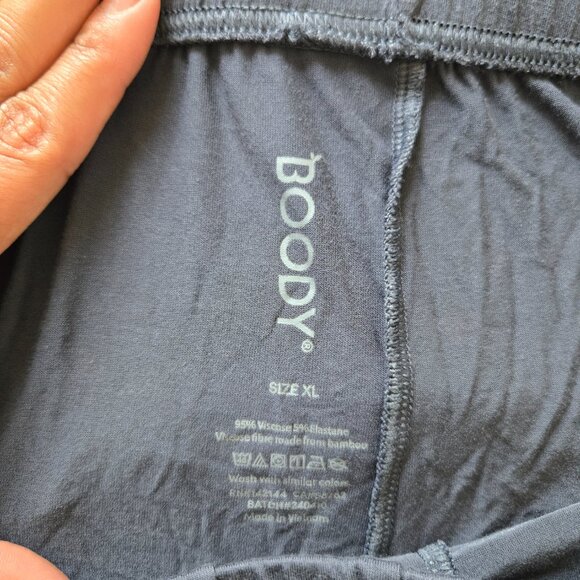 BOODY®
SIZE XL
95% Viscose 5% Elastane
Viscose fibre made from bamboo
Wash with similar colors
Made in Vietnam